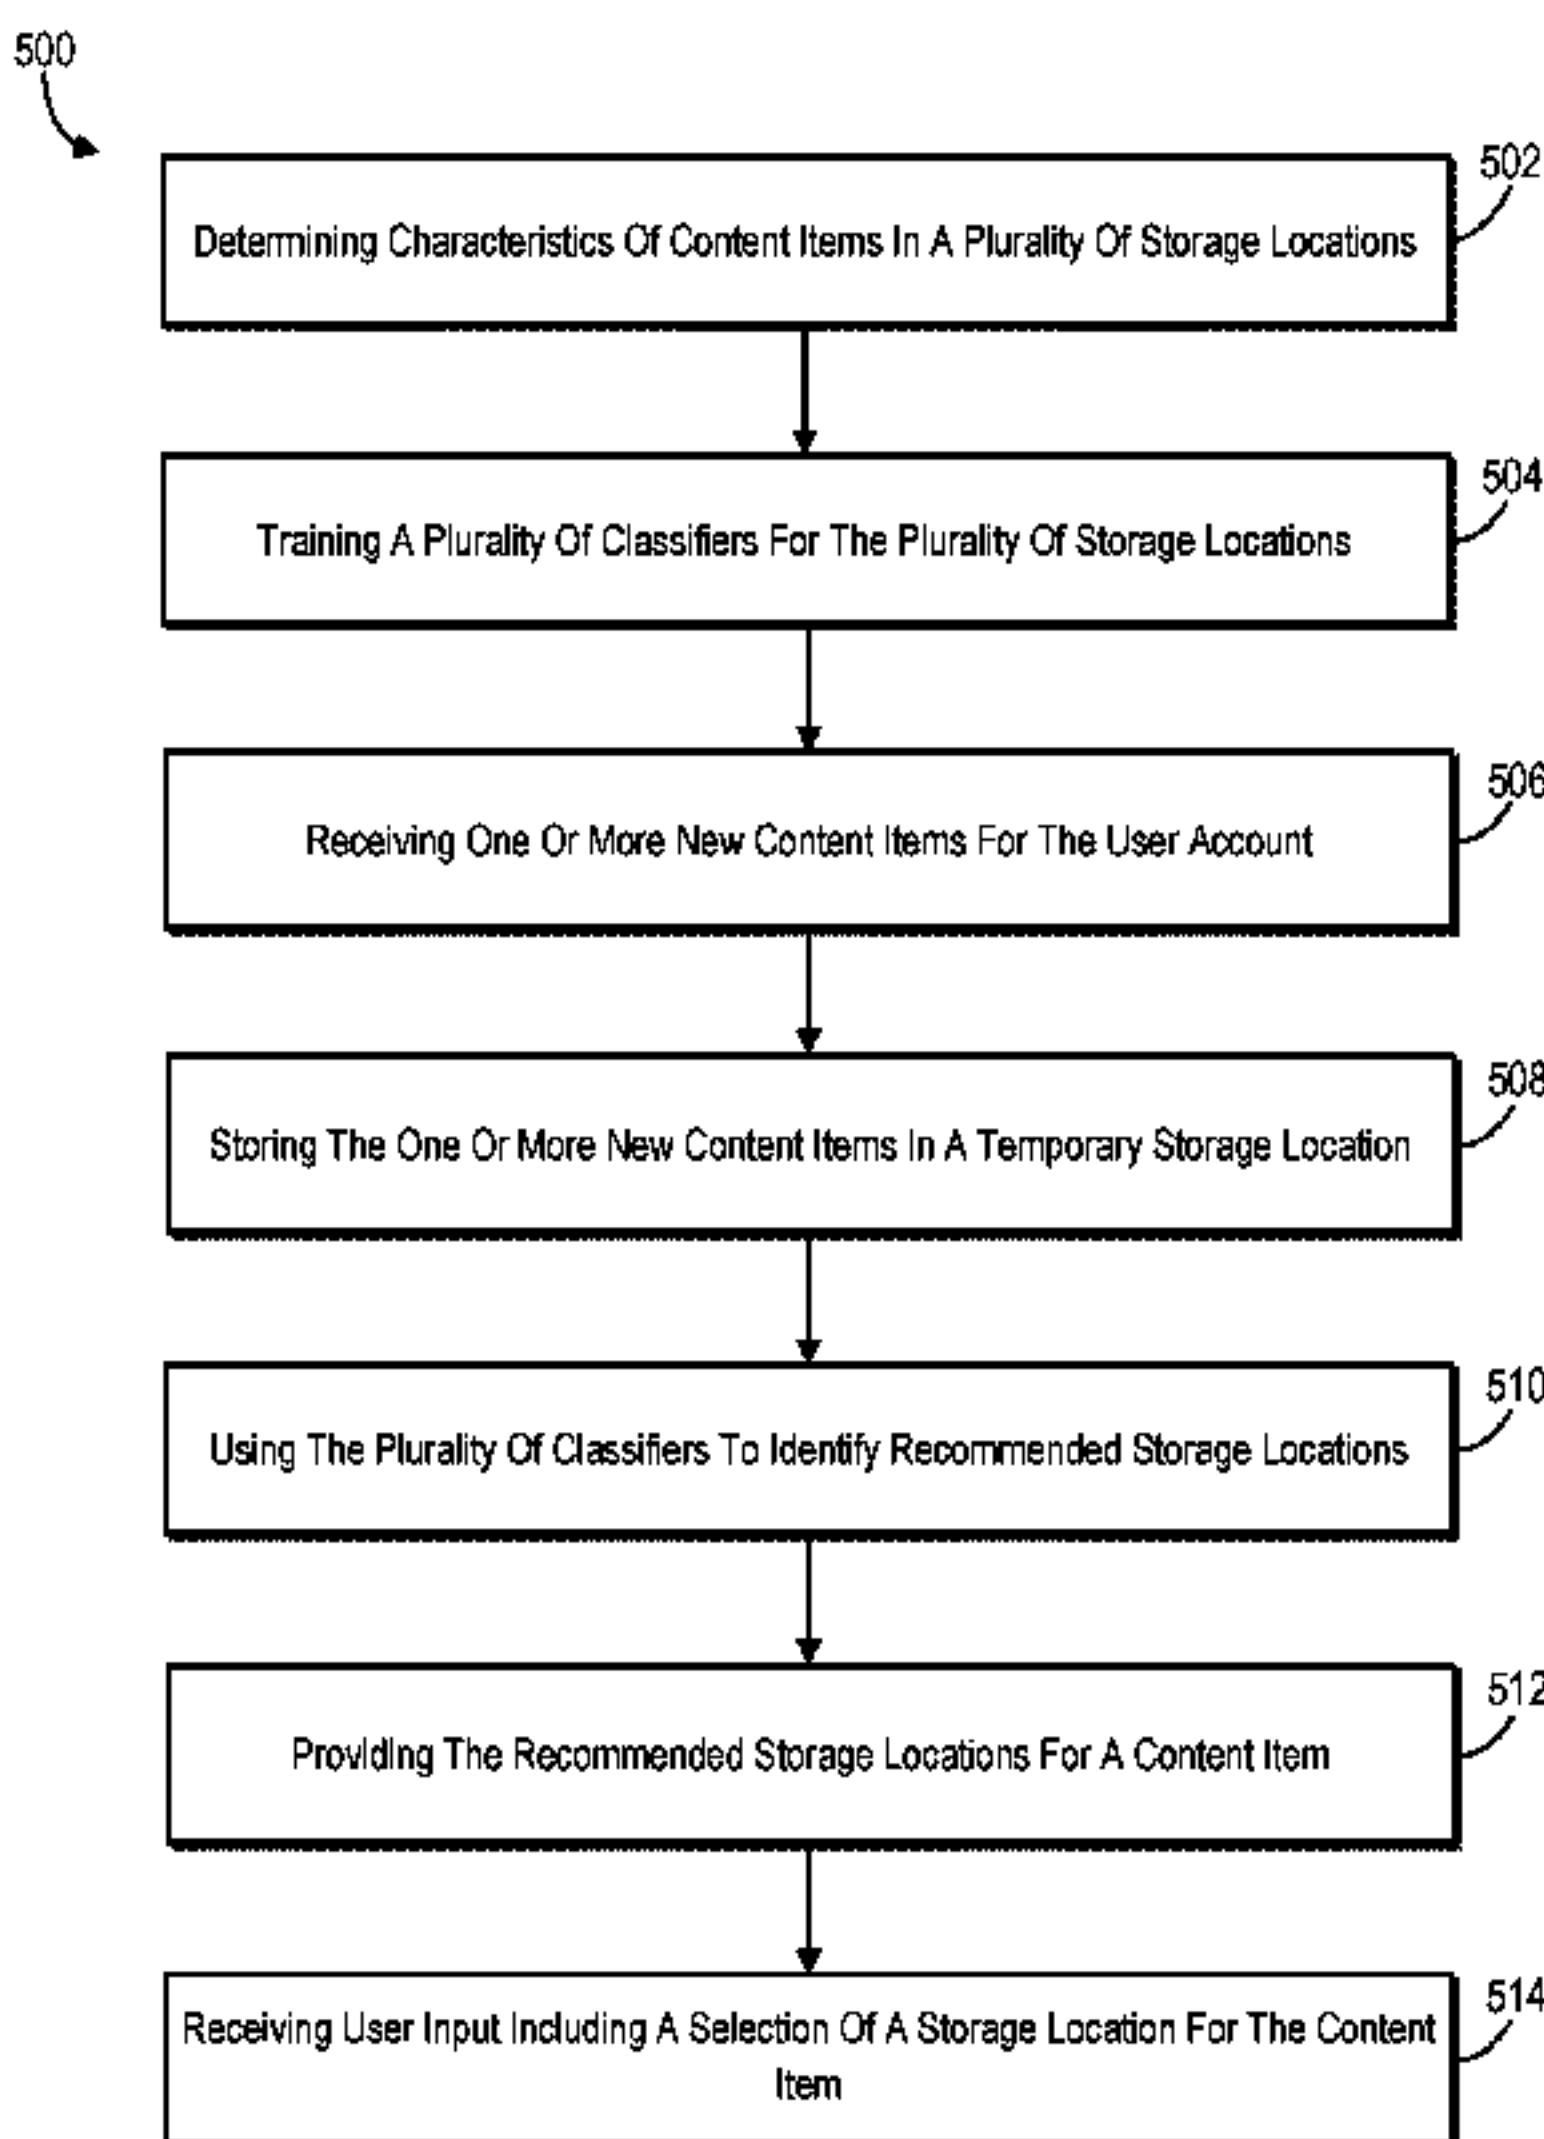 500
502
Determining Characteristics Of Content Items In A Plurality Of Storage Locations
504
Training A Plurality Of Classifiers For The Plurality Of Storage Locations
506
Receiving One Or More New Content Items For The User Account
508
Storing The One Or More New Content Items In A Temporary Storage Location
510
Using The Plurality Of Classifiers To Identify Recommended Storage Locations
512
Providing The Recommended Storage Locations For A Content Item
514
Receiving User Input Including A Selection Of A Storage Location For The Content
Item